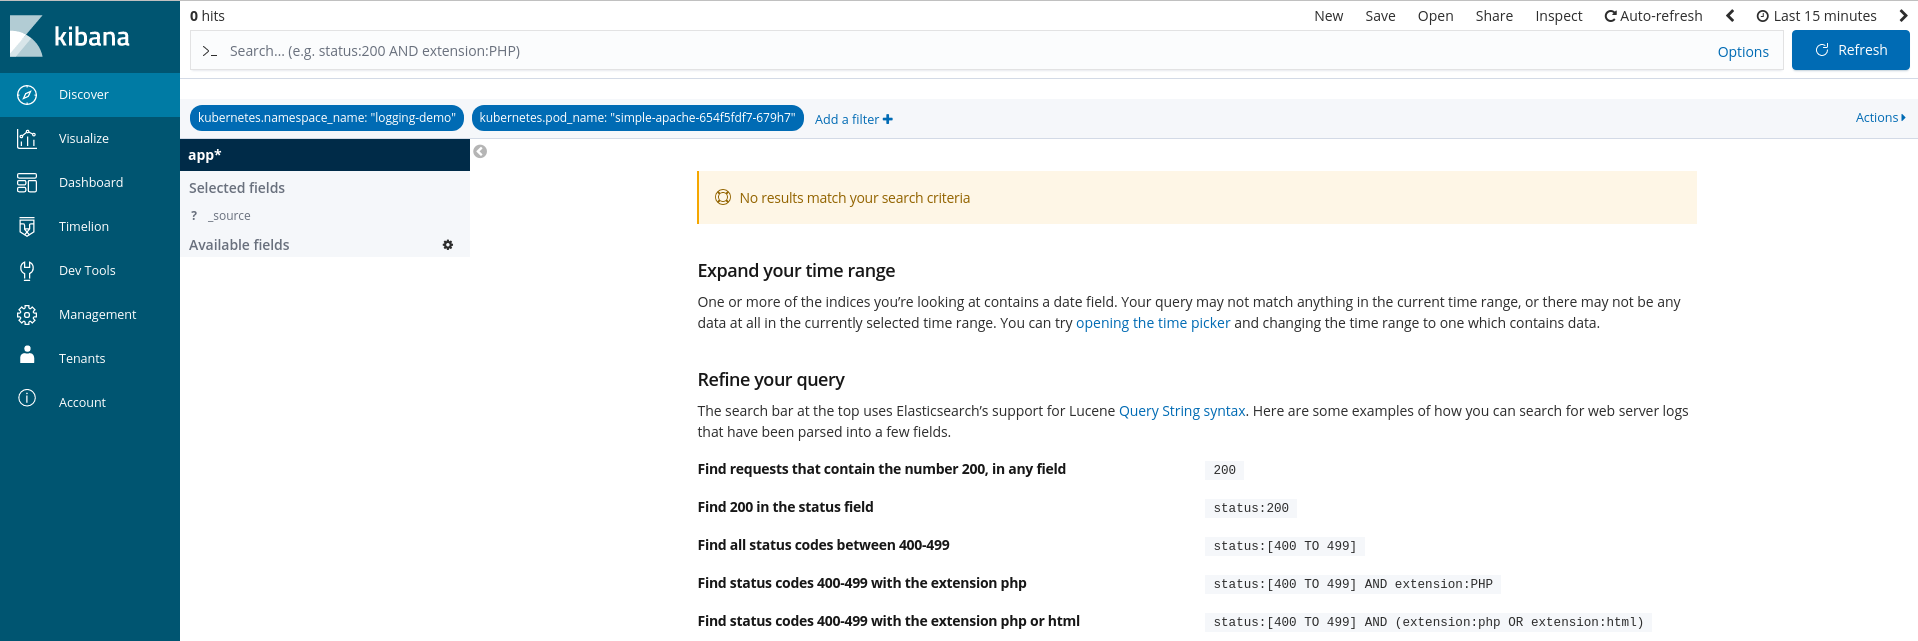 kibana
Discover
Visualize
Dashboard
Timelion
Dev Tools
Management
Tenants
Account
0 hits
New Save Open Share Inspect Auto-refresh Last 15 minutes
>_ Search... (e.g. status:200 AND extension:PHP) Options Refresh
kubernetes.namespace_name: "logging-demo" kubernetes.pod_name: "simple-apache-654f5fdf7-679h7" Add a filter + Actions
app*
Selected fields
? _source
Available fields
No results match your search criteria
Expand your time range
One or more of the indices you’re looking at contains a date field. Your query may not match anything in the current time range, or there may not be any
data at all in the currently selected time range. You can try opening the time picker and changing the time range to one which contains data.
Refine your query
The search bar at the top uses Elasticsearch’s support for Lucene Query String syntax. Here are some examples of how you can search for web server logs
that have been parsed into a few fields.
Find requests that contain the number 200, in any field 200
Find 200 in the status field status:200
Find all status codes between 400-499 status:[400 TO 499]
Find status codes 400-499 with the extension php status:[400 TO 499] AND extension:PHP
Find status codes 400-499 with the extension php or html status:[400 TO 499] AND (extension:php OR extension:html)